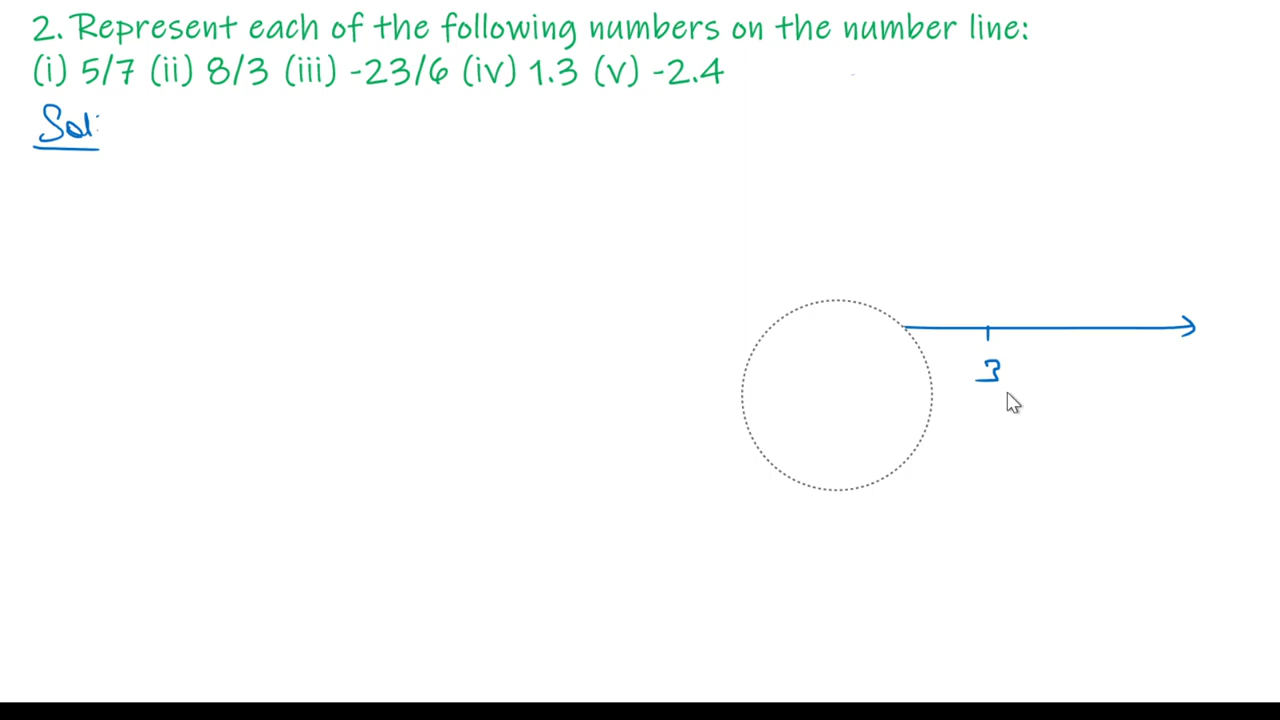 2. Represent each of the following numbers on the number line:
(i) 5/7 (ii) 8/3 (iii) -23/6 (iv) 1.3 (v) -2.4
Sol:
3